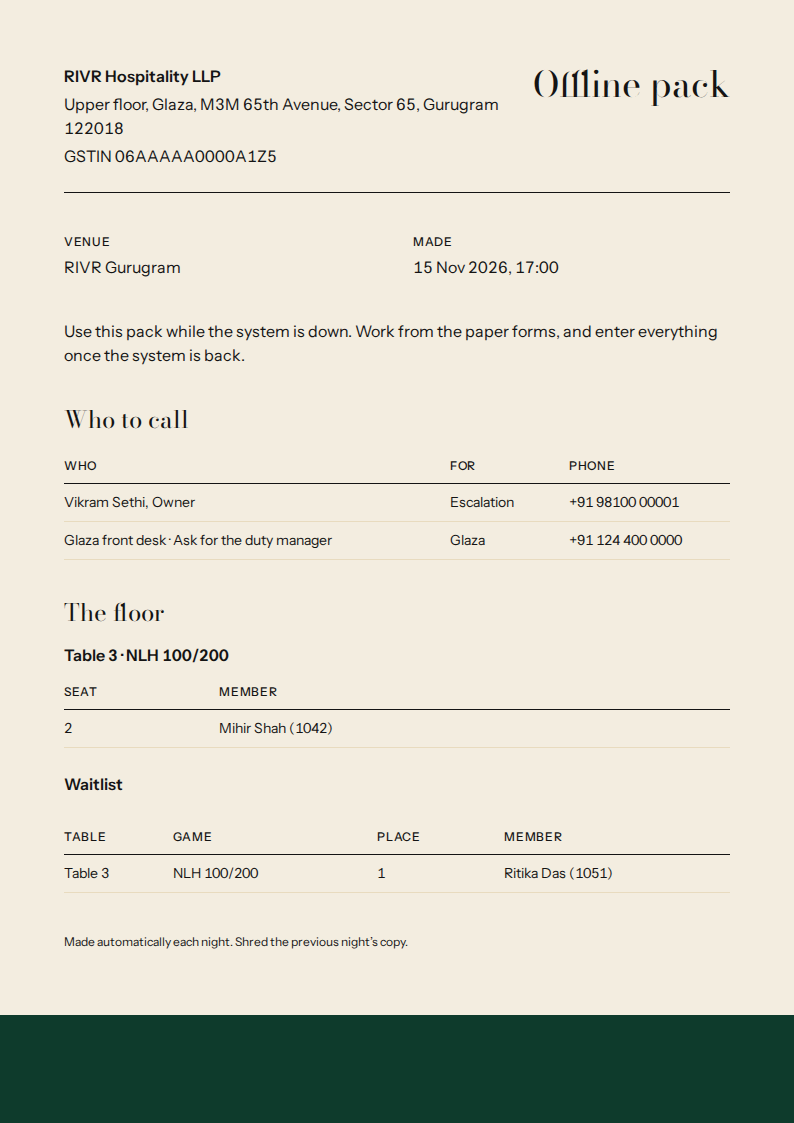 RIVR Hospitality LLP
Offline pack
Upper floor, Glaza, M3M 65th Avenue, Sector 65, Gurugram
122018
GSTIN 06AAAAA0000A1Z5
VENUE MADE
RIVR Gurugram 15 Nov 2026, 17:00
Use this pack while the system is down. Work from the paper forms, and enter everything
once the system is back.
Who to call
WHO FOR PHONE
Vikram Sethi, Owner Escalation +91 98100 00001
Glaza front desk · Ask for the duty manager Glaza +91 124 400 0000
The floor
Table 3 · NLH 100/200
SEAT MEMBER
2 Mihir Shah (1042)
Waitlist
TABLE GAME PLACE MEMBER
Table 3 NLH 100/200 1 Ritika Das (1051)
Made automatically each night. Shred the previous night’s copy.